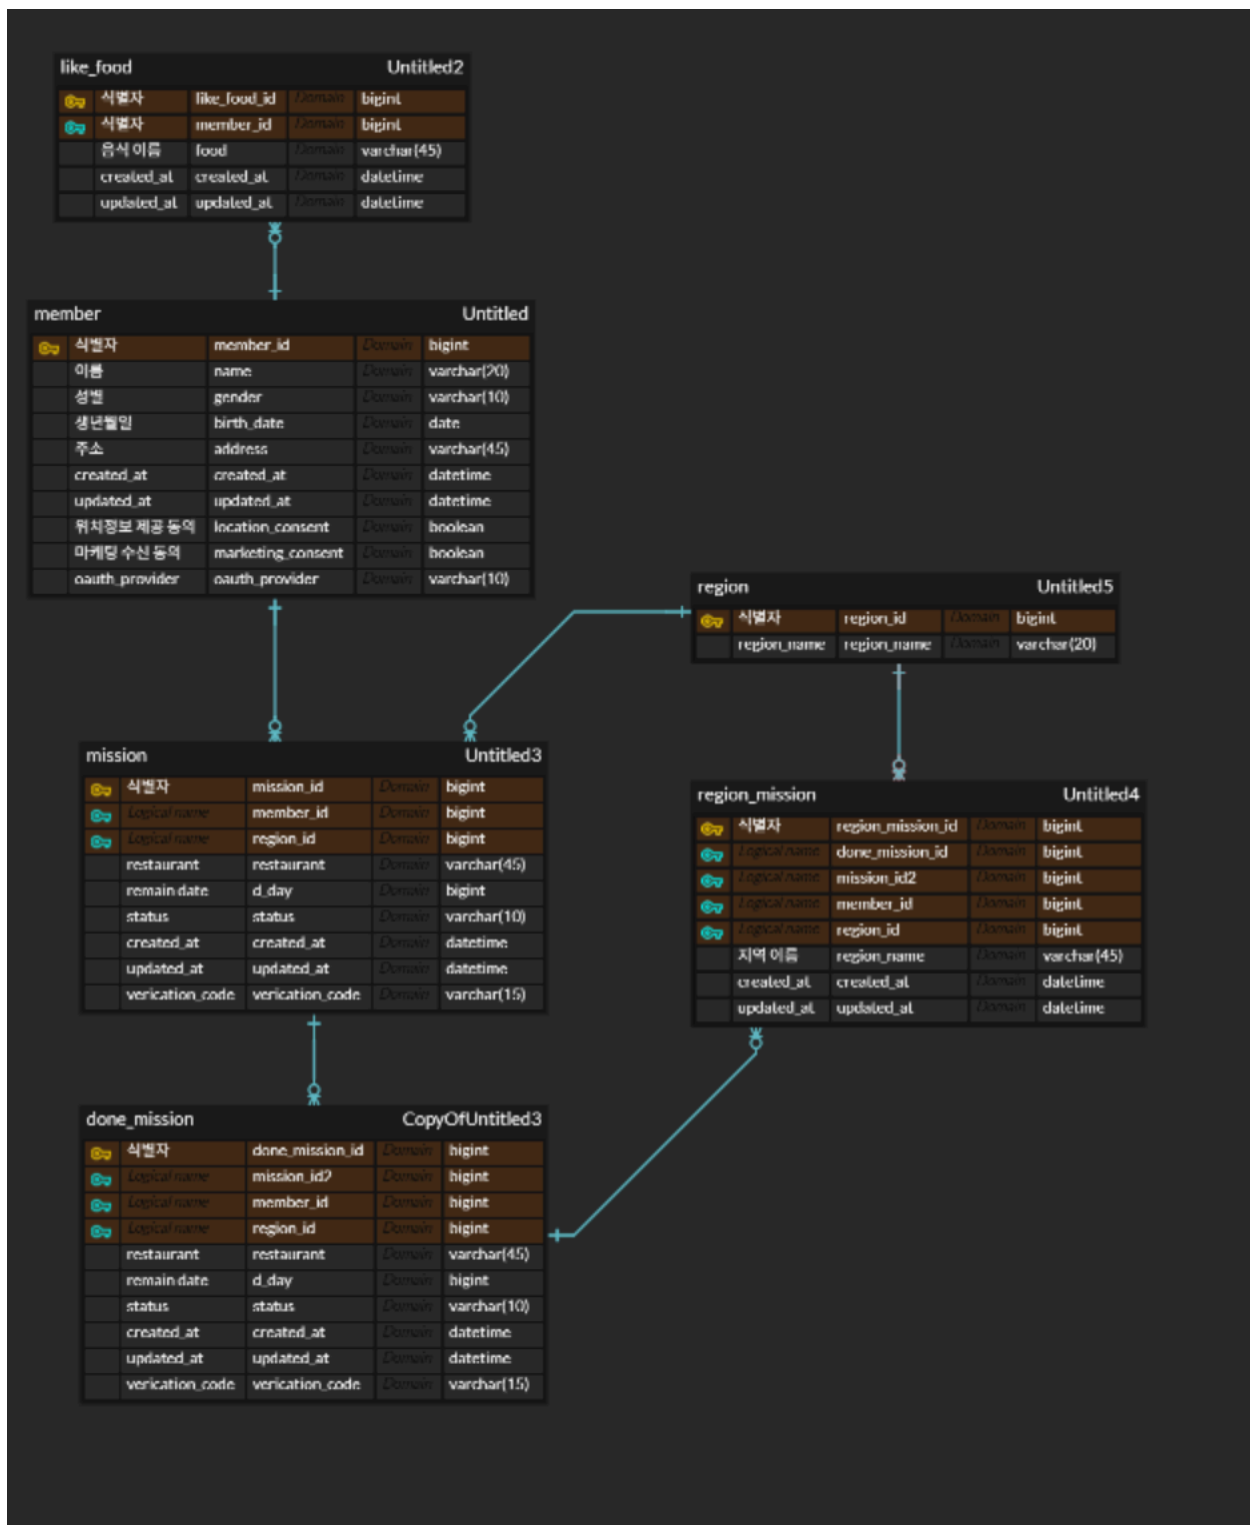 like_food Untitled2
식별자 like_food_id Domain bigint
식별자 member_id Domain bigint
음식 이름 food Domain varchar(45)
created_at created_at Domain datetime
updated_at updated_at Domain datetime
member Untitled
식별자 member_id Domain bigint
이름 name Domain varchar(20)
성별 gender Domain varchar(10)
생년월일 birth_date Domain date
주소 address Domain varchar(45)
created_at created_at Domain datetime
updated_at updated_at Domain datetime
위치정보 제공 동의 location_consent Domain boolean
마케팅 수신 동의 marketing_consent Domain boolean
oauth_provider oauth_provider Domain varchar(10)
region Untitled5
식별자 region_id Domain bigint
region_name region_name Domain varchar(20)
mission Untitled3
식별자 mission_id Domain bigint
Logical name member_id Domain bigint
Logical name region_id Domain bigint
restaurant restaurant Domain varchar(45)
remain date d_day Domain bigint
status status Domain varchar(10)
created_at created_at Domain datetime
updated_at updated_at Domain datetime
verication_code verication_code Domain varchar(15)
region_mission Untitled4
식별자 region_mission_id Domain bigint
Logical name done_mission_id Domain bigint
Logical name mission_id2 Domain bigint
Logical name member_id Domain bigint
Logical name region_id Domain bigint
지역 이름 region_name Domain varchar(45)
created_at created_at Domain datetime
updated_at updated_at Domain datetime
done_mission CopyOfUntitled3
식별자 done_mission_id Domain bigint
Logical name mission_id2 Domain bigint
Logical name member_id Domain bigint
Logical name region_id Domain bigint
restaurant restaurant Domain varchar(45)
remain date d_day Domain bigint
status status Domain varchar(10)
created_at created_at Domain datetime
updated_at updated_at Domain datetime
verication_code verication_code Domain varchar(15)